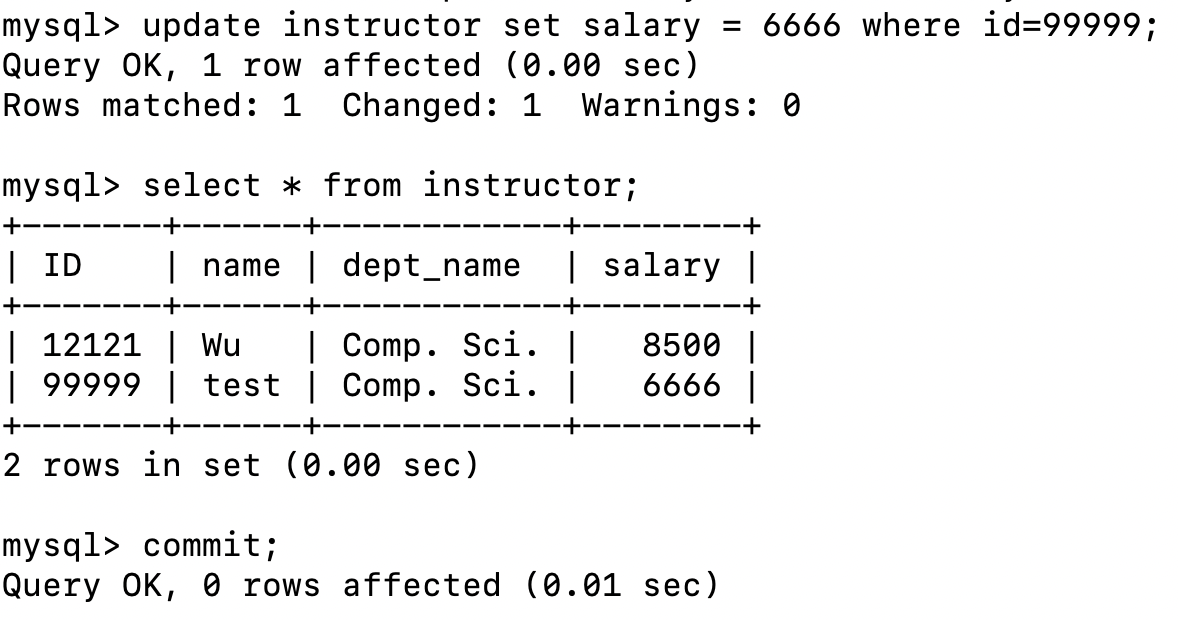 mysql> update instructor set salary = 6666 where id=99999;
Query OK, 1 row affected (0.00 sec)
Rows matched: 1  Changed: 1  Warnings: 0

mysql> select * from instructor;
+-------+------+------------+--------+
| ID    | name | dept_name  | salary |
+-------+------+------------+--------+
| 12121 | Wu   | Comp. Sci. |   8500 |
| 99999 | test | Comp. Sci. |   6666 |
+-------+------+------------+--------+
2 rows in set (0.00 sec)

mysql> commit;
Query OK, 0 rows affected (0.01 sec)